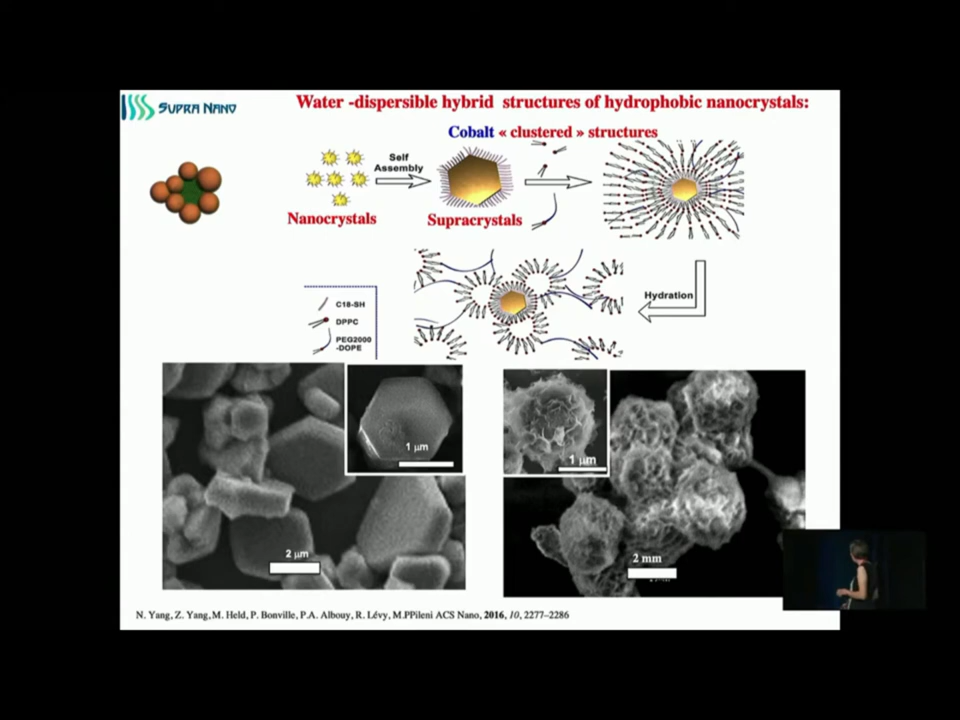 SUPRA NANO
Water -dispersible hybrid structures of hydrophobic nanocrystals:
Cobalt « clustered » structures
Self
Assembly
Nanocrystals
Supracrystals
Hydration
C18-SH
DPPC
PEG2000
-DOPE
1 μm
2 μm
1 μm
2 mm
N. Yang, Z. Yang, M. Held, P. Bonville, P.A. Albouy, R. Lévy, M.PPileni ACS Nano, 2016, 10, 2277–2286